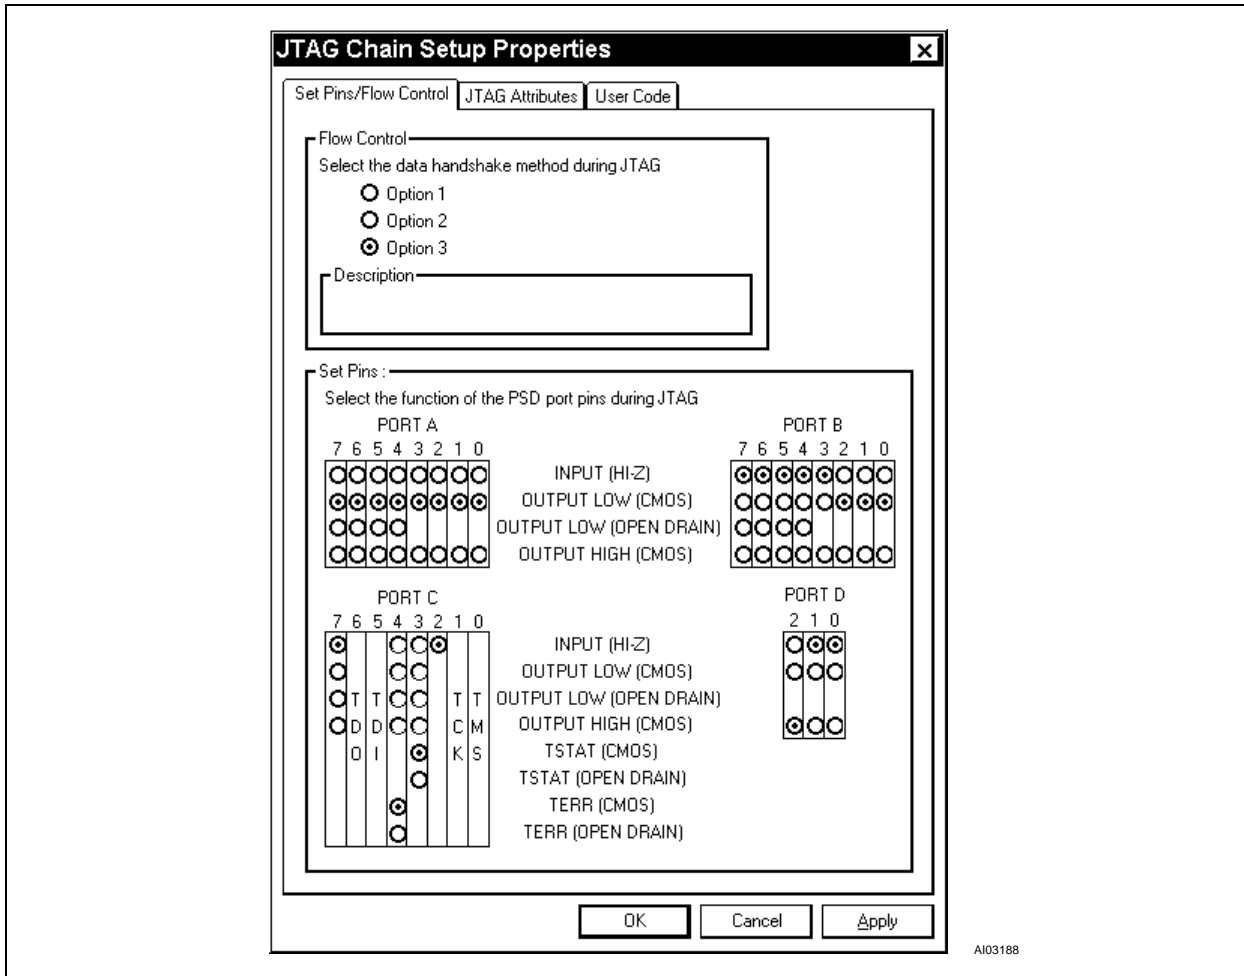 JTAG Chain Setup Properties
Set Pins/Flow Control JTAG Attributes User Code
Flow Control
Select the data handshake method during JTAG
Option 1
Option 2
Option 3
Description
Set Pins :
Select the function of the PSD port pins during JTAG
PORT A
7 6 5 4 3 2 1 0
PORT B
7 6 5 4 3 2 1 0
INPUT (HI-Z)
OUTPUT LOW (CMOS)
OUTPUT LOW (OPEN DRAIN)
OUTPUT HIGH (CMOS)
PORT C
7 6 5 4 3 2 1 0
TDO
TDI
TCK
TMS
PORT D
2 1 0
INPUT (HI-Z)
OUTPUT LOW (CMOS)
OUTPUT LOW (OPEN DRAIN)
OUTPUT HIGH (CMOS)
TSTAT (CMOS)
TSTAT (OPEN DRAIN)
TERR (CMOS)
TERR (OPEN DRAIN)
OK Cancel Apply
AI03188